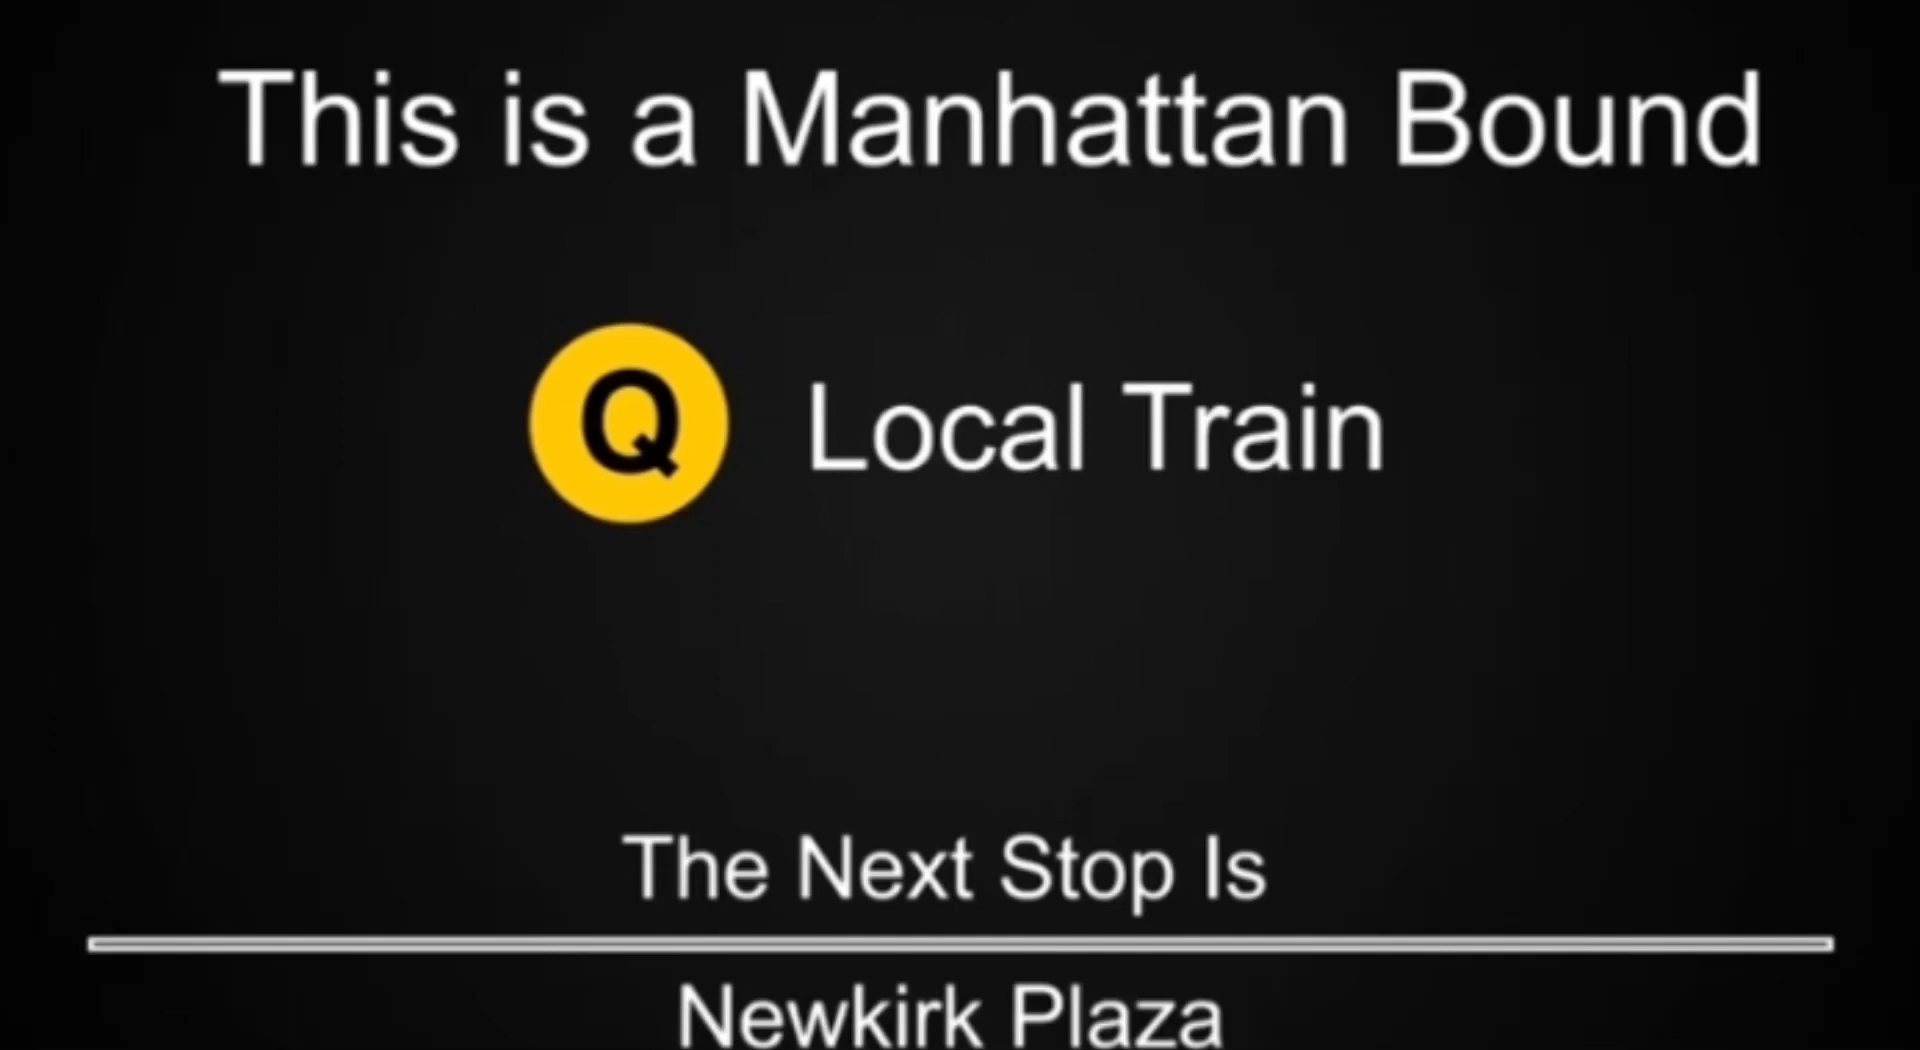 This is a Manhattan Bound
Q Local Train
The Next Stop Is
Newkirk Plaza